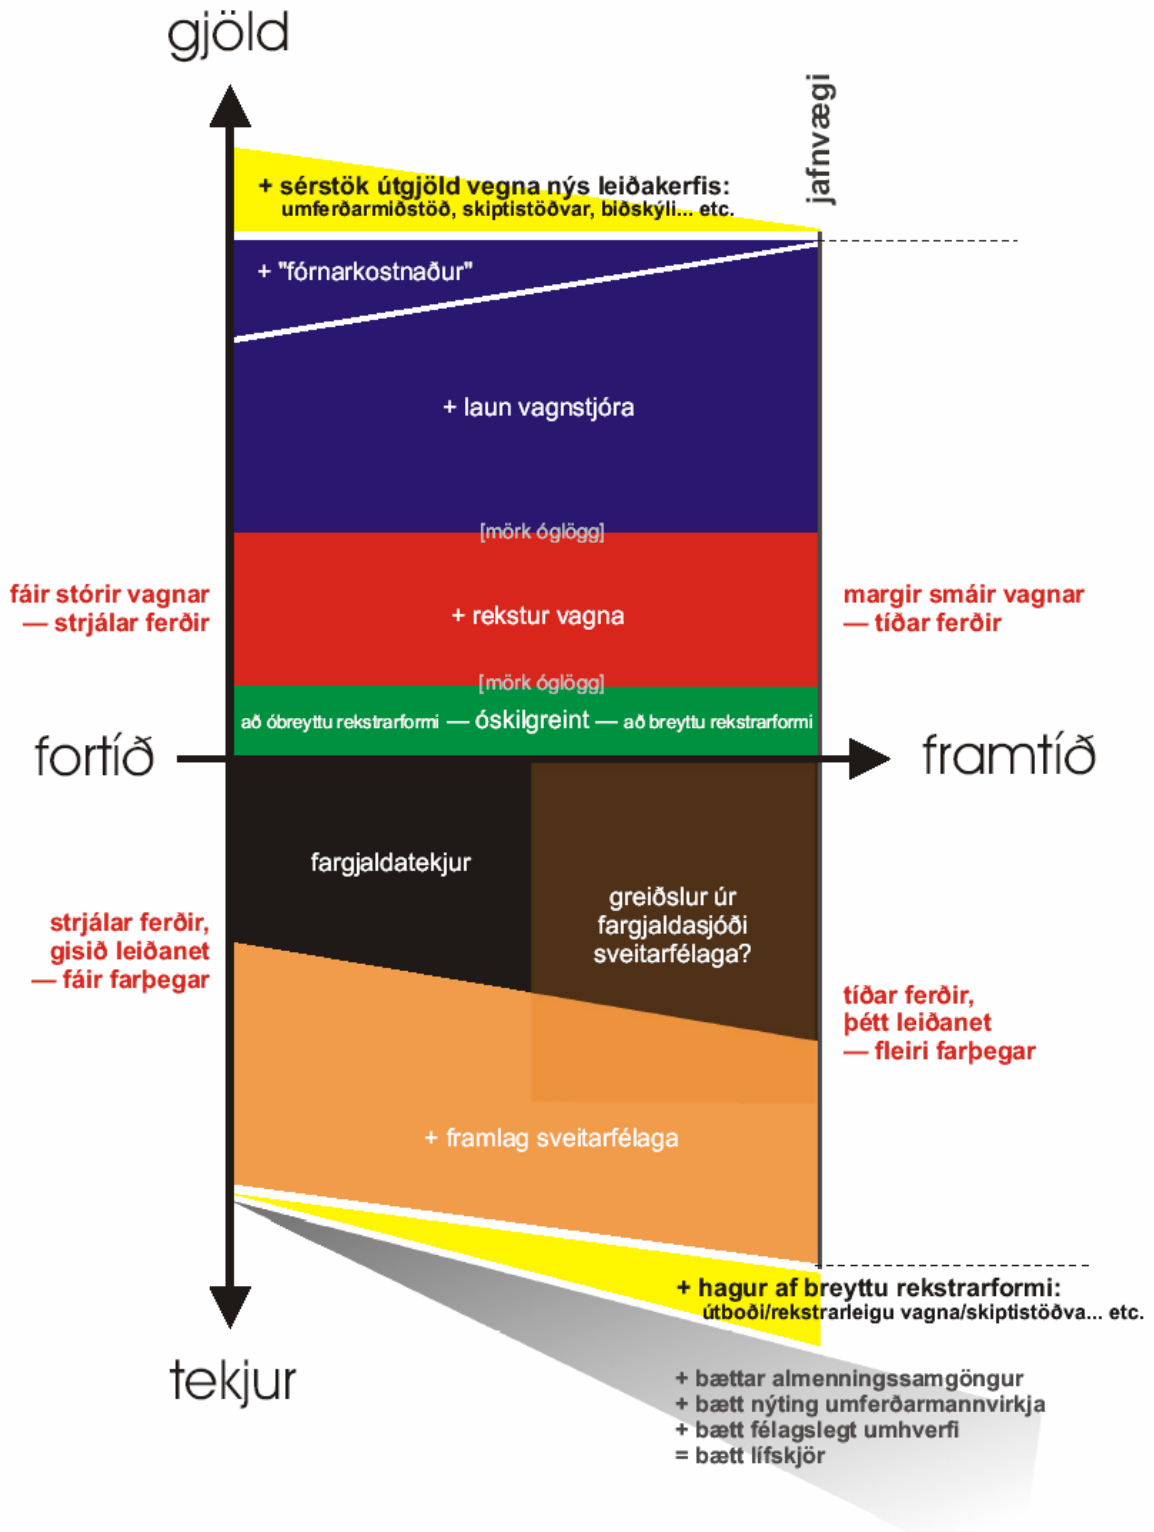 gjöld
jafnvægi
+ sérstök útgjöld vegna nýs leiðakerfis:
umferðarmiðstöð, skiptistöðvar, biðskýli... etc.
+ "fórnarkostnaður"
+ laun vagnstjóra
[mörk óglögg]
fáir stórir vagnar
— strjálar ferðir
+ rekstur vagna
margir smáir vagnar
— tíðar ferðir
[mörk óglögg]
að óbreyttu rekstrarformi — óskilgreint — að breyttu rekstrarformi
fortíð
framtíð
fargjaldatekjur
greiðslur úr
fargjaldasjóði
sveitarfélaga?
strjálar ferðir,
gisið leiðanet
— fáir farþegar
tíðar ferðir,
þétt leiðanet
— fleiri farþegar
+ framlag sveitarfélaga
+ hagur af breyttu rekstrarformi:
útboði/rekstrarleigu vagna/skiptistöðva... etc.
tekjur
+ bættar almenningssamgöngur
+ bætt nýting umferðarmannvirkja
+ bætt félagslegt umhverfi
= bætt lífskjör